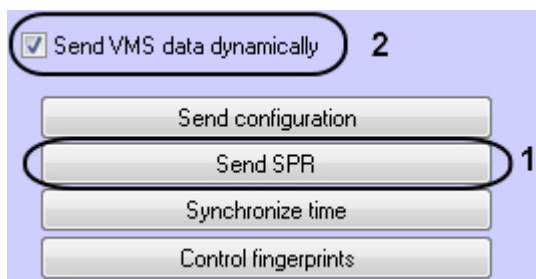 Send VMS data dynamically 2
Send configuration
Send SPR 1
Synchronize time
Control fingerprints